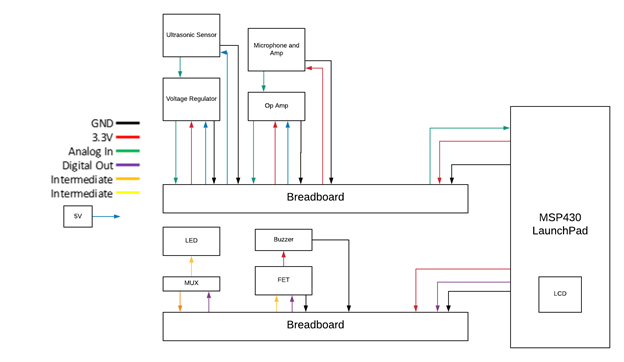 Ultrasonic Sensor
Microphone and
Amp
Voltage Regulator
Op Amp
GND
3.3V
Analog In
Digital Out
Intermediate
Intermediate
5V
Breadboard
MSP430
LaunchPad
LED
Buzzer
MUX
FET
LCD
Breadboard